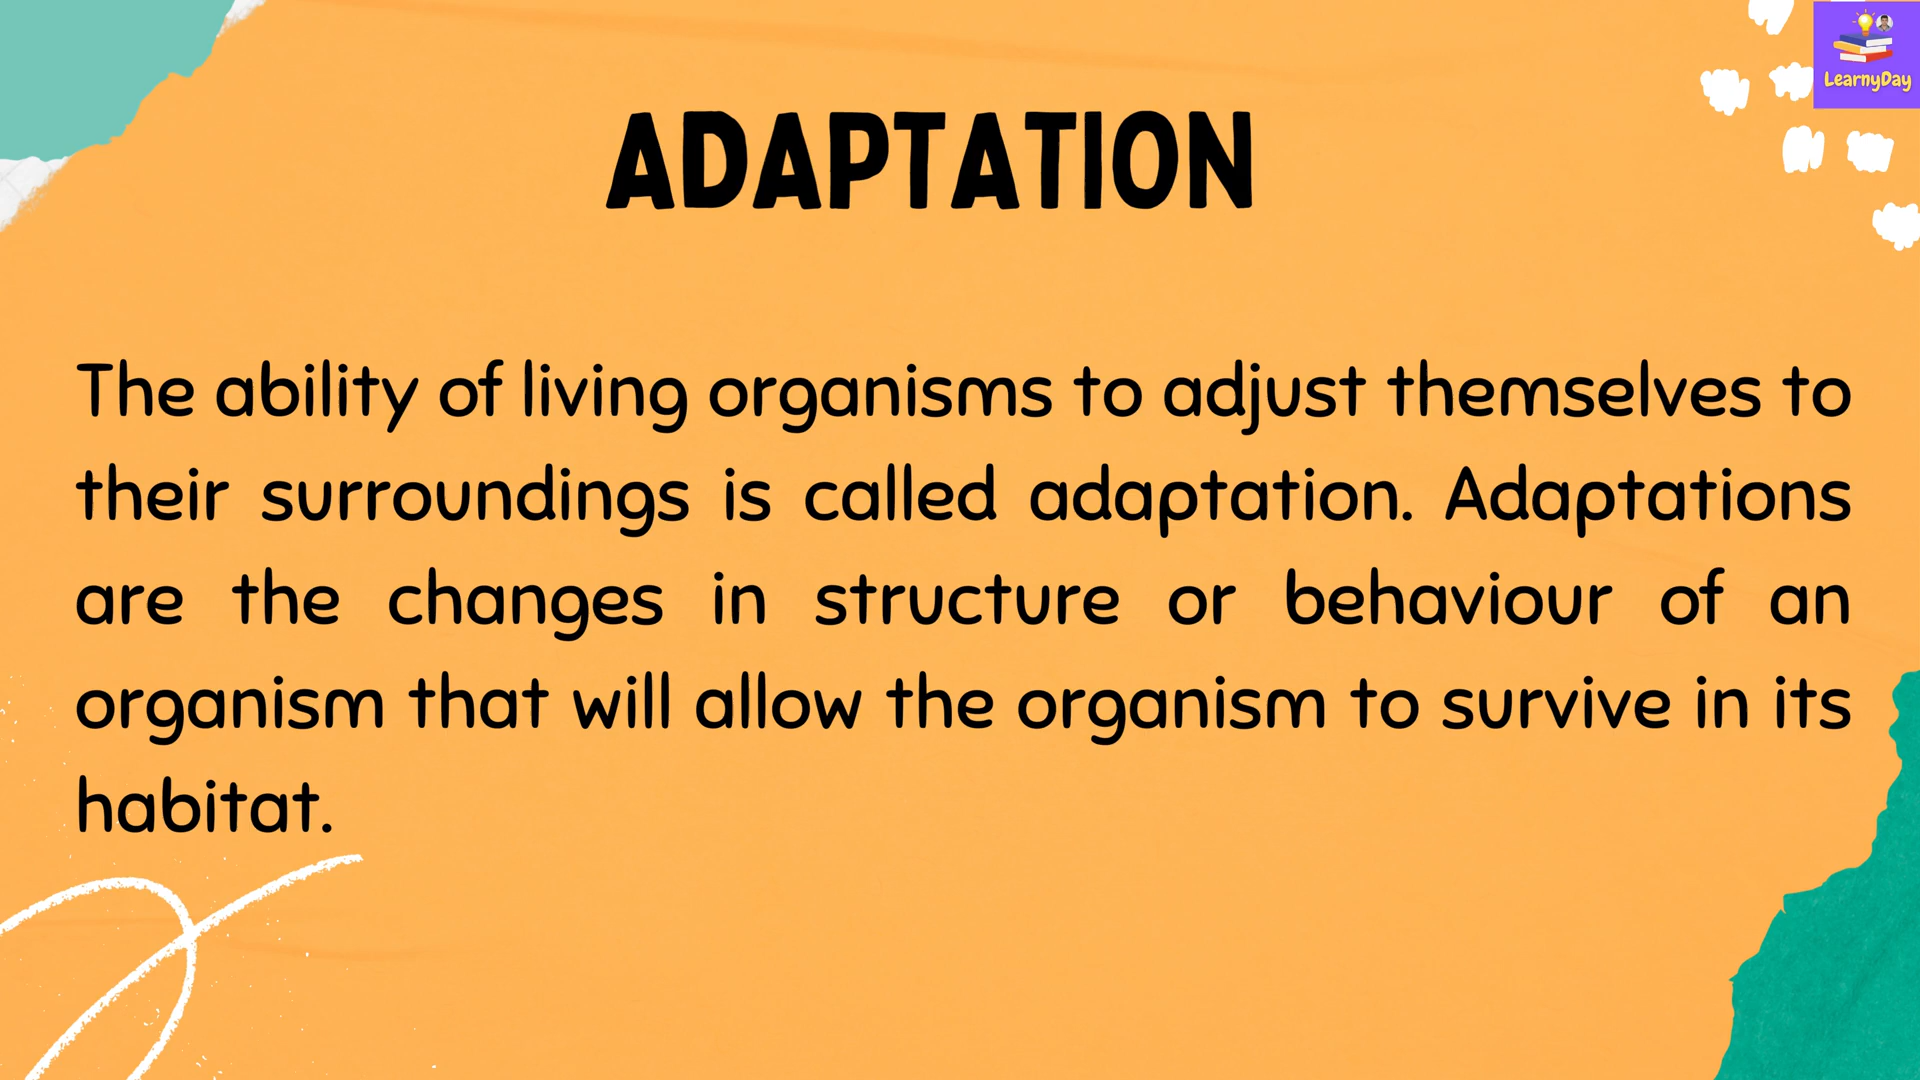 LearnyDay
ADAPTATION
The ability of living organisms to adjust themselves to
their surroundings is called adaptation. Adaptations
are the changes in structure or behaviour of an
organism that will allow the organism to survive in its
habitat.